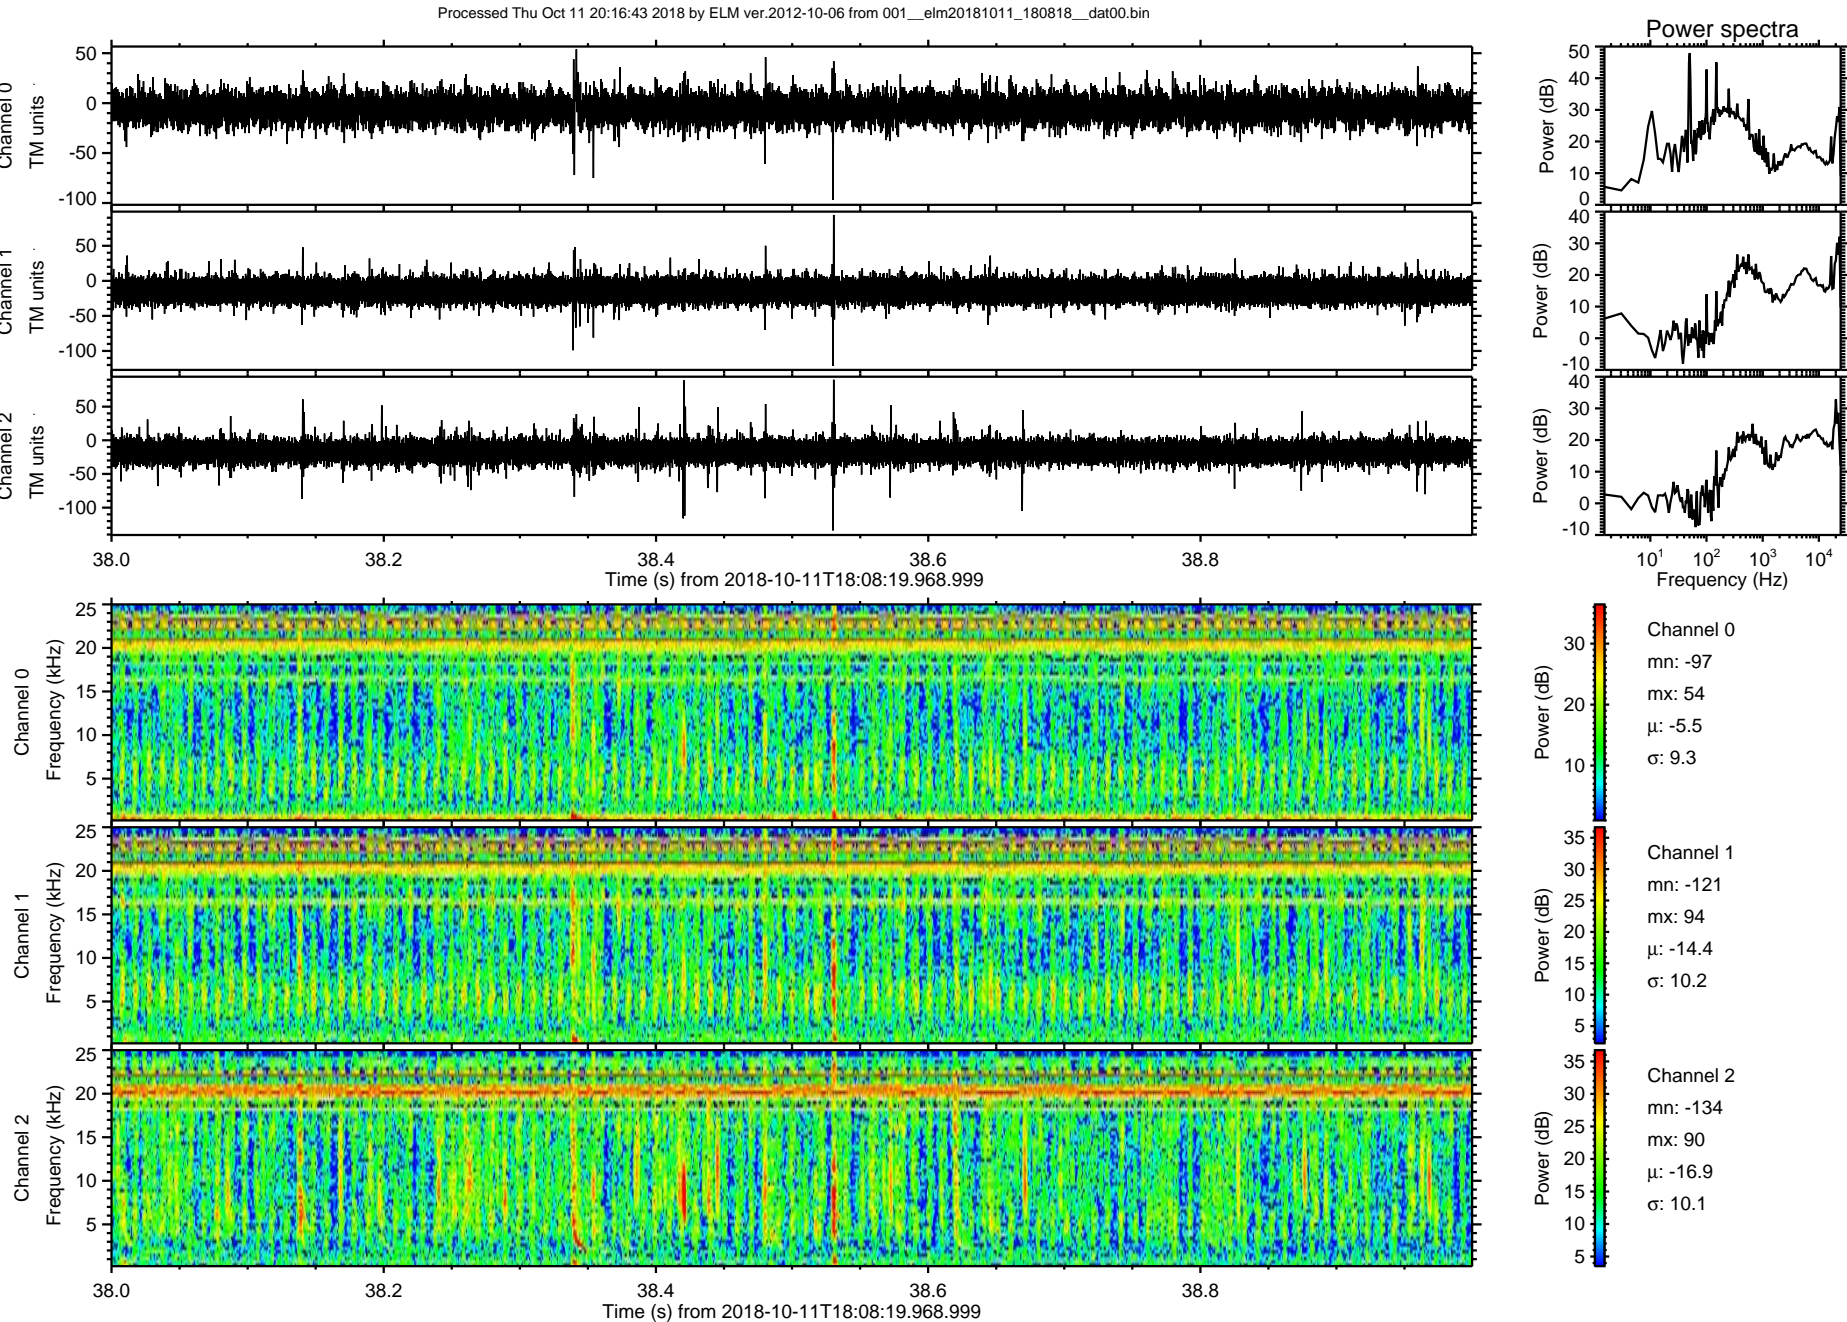 Processed Thu Oct 11 20:16:43 2018 by ELM ver.2012-10-06 from 001__elm20181011_180818__dat00.bin
Power spectra
Channel 0
TM units
50
0
-50
-100
Power (dB)
50
40
30
20
10
0
Channel 1
TM units
50
0
-50
-100
Power (dB)
40
30
20
10
0
-10
Channel 2
TM units
50
0
-50
-100
Power (dB)
40
30
20
10
0
-10
38.0 38.2 38.4 38.6 38.8
Time (s) from 2018-10-11T18:08:19.968.999
10^1 10^2 10^3 10^4
Frequency (Hz)
Channel 0
Frequency (kHz)
25
20
15
10
5
Power (dB)
30
20
10
Channel 0
mn: -97
mx: 54
μ: -5.5
σ: 9.3
Channel 1
Frequency (kHz)
25
20
15
10
5
Power (dB)
35
30
25
20
15
10
5
Channel 1
mn: -121
mx: 94
μ: -14.4
σ: 10.2
Channel 2
Frequency (kHz)
25
20
15
10
5
Power (dB)
35
30
25
20
15
10
5
Channel 2
mn: -134
mx: 90
μ: -16.9
σ: 10.1
38.0 38.2 38.4 38.6 38.8
Time (s) from 2018-10-11T18:08:19.968.999